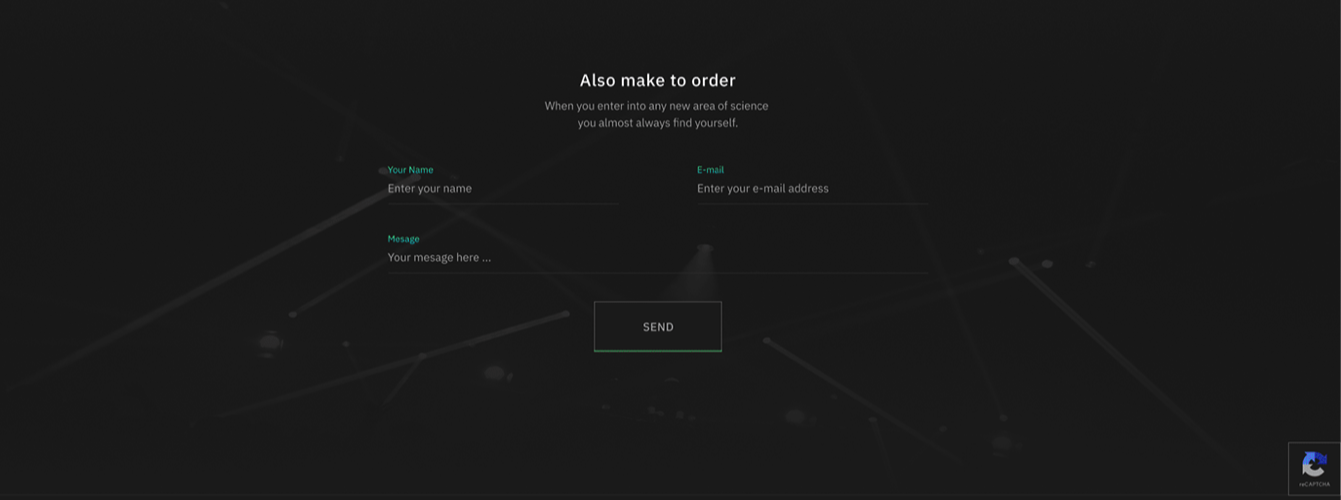 Also make to order
When you enter into any new area of science
you almost always find yourself.
Your Name
Enter your name
E-mail
Enter your e-mail address
Mesage
Your mesage here ...
SEND
reCAPTCHA